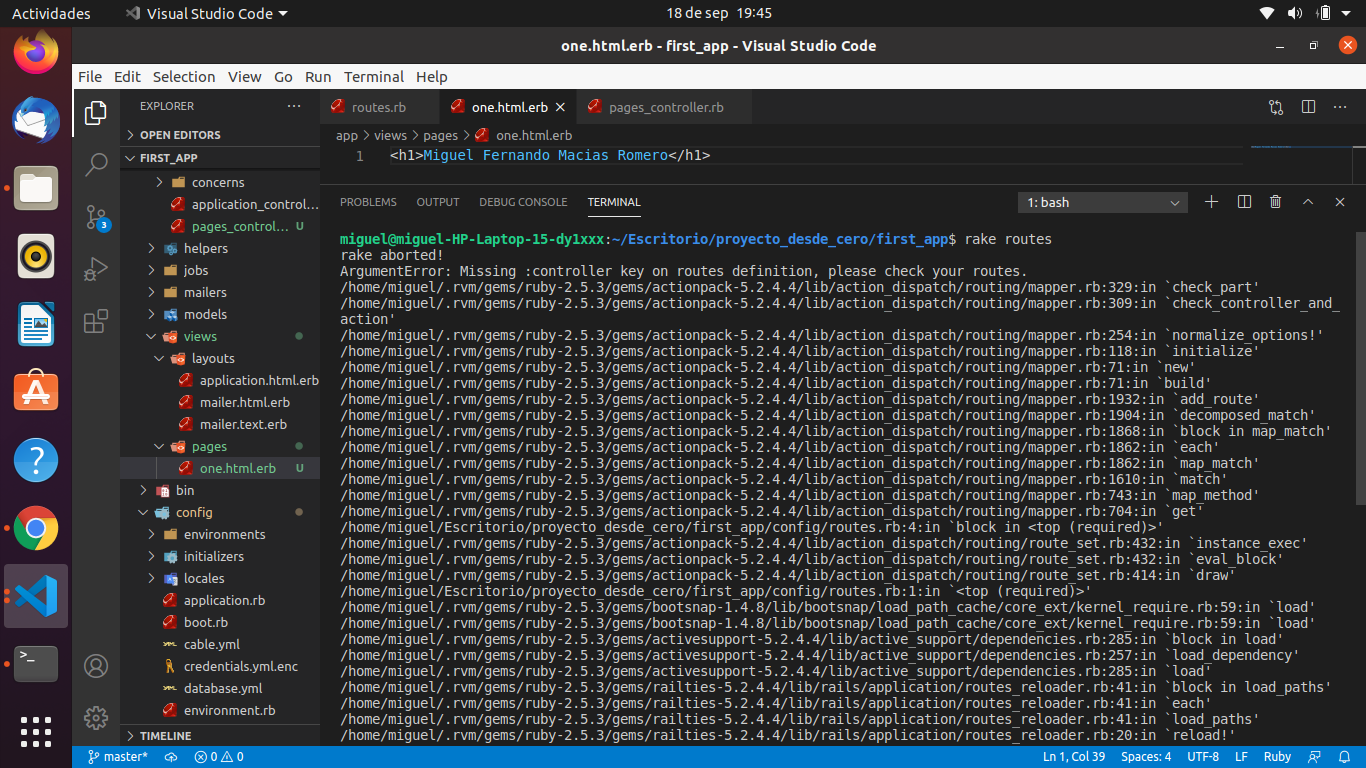 Actividades
Visual Studio Code
18 de sep 19:45
one.html.erb - first_app - Visual Studio Code
File Edit Selection View Go Run Terminal Help
EXPLORER
OPEN EDITORS
FIRST_APP
concerns
application_control...
pages_control... U
helpers
jobs
mailers
models
views
layouts
application.html.erb
mailer.html.erb
mailer.text.erb
pages
one.html.erb U
bin
config
environments
initializers
locales
application.rb
boot.rb
cable.yml
credentials.yml.enc
database.yml
environment.rb
TIMELINE
3
routes.rb
one.html.erb
pages_controller.rb
app > views > pages > one.html.erb
1 <h1>Miguel Fernando Macias Romero</h1>
PROBLEMS OUTPUT DEBUG CONSOLE TERMINAL
1: bash
miguel@miguel-HP-Laptop-15-dy1xxx:~/Escritorio/proyecto_desde_cero/first_app$ rake routes
rake aborted!
ArgumentError: Missing :controller key on routes definition, please check your routes.
/home/miguel/.rvm/gems/ruby-2.5.3/gems/actionpack-5.2.4.4/lib/action_dispatch/routing/mapper.rb:329:in `check_part'
/home/miguel/.rvm/gems/ruby-2.5.3/gems/actionpack-5.2.4.4/lib/action_dispatch/routing/mapper.rb:309:in `check_controller_and_
action'
/home/miguel/.rvm/gems/ruby-2.5.3/gems/actionpack-5.2.4.4/lib/action_dispatch/routing/mapper.rb:254:in `normalize_options!'
/home/miguel/.rvm/gems/ruby-2.5.3/gems/actionpack-5.2.4.4/lib/action_dispatch/routing/mapper.rb:118:in `initialize'
/home/miguel/.rvm/gems/ruby-2.5.3/gems/actionpack-5.2.4.4/lib/action_dispatch/routing/mapper.rb:71:in `new'
/home/miguel/.rvm/gems/ruby-2.5.3/gems/actionpack-5.2.4.4/lib/action_dispatch/routing/mapper.rb:71:in `build'
/home/miguel/.rvm/gems/ruby-2.5.3/gems/actionpack-5.2.4.4/lib/action_dispatch/routing/mapper.rb:1932:in `add_route'
/home/miguel/.rvm/gems/ruby-2.5.3/gems/actionpack-5.2.4.4/lib/action_dispatch/routing/mapper.rb:1904:in `decomposed_match'
/home/miguel/.rvm/gems/ruby-2.5.3/gems/actionpack-5.2.4.4/lib/action_dispatch/routing/mapper.rb:1868:in `block in map_match'
/home/miguel/.rvm/gems/ruby-2.5.3/gems/actionpack-5.2.4.4/lib/action_dispatch/routing/mapper.rb:1862:in `each'
/home/miguel/.rvm/gems/ruby-2.5.3/gems/actionpack-5.2.4.4/lib/action_dispatch/routing/mapper.rb:1862:in `map_match'
/home/miguel/.rvm/gems/ruby-2.5.3/gems/actionpack-5.2.4.4/lib/action_dispatch/routing/mapper.rb:1610:in `match'
/home/miguel/.rvm/gems/ruby-2.5.3/gems/actionpack-5.2.4.4/lib/action_dispatch/routing/mapper.rb:743:in `map_method'
/home/miguel/.rvm/gems/ruby-2.5.3/gems/actionpack-5.2.4.4/lib/action_dispatch/routing/mapper.rb:704:in `get'
/home/miguel/Escritorio/proyecto_desde_cero/first_app/config/routes.rb:4:in `block in <top (required)>'
/home/miguel/.rvm/gems/ruby-2.5.3/gems/actionpack-5.2.4.4/lib/action_dispatch/routing/route_set.rb:432:in `instance_exec'
/home/miguel/.rvm/gems/ruby-2.5.3/gems/actionpack-5.2.4.4/lib/action_dispatch/routing/route_set.rb:432:in `eval_block'
/home/miguel/.rvm/gems/ruby-2.5.3/gems/actionpack-5.2.4.4/lib/action_dispatch/routing/route_set.rb:414:in `draw'
/home/miguel/Escritorio/proyecto_desde_cero/first_app/config/routes.rb:1:in `<top (required)>'
/home/miguel/.rvm/gems/ruby-2.5.3/gems/bootsnap-1.4.8/lib/bootsnap/load_path_cache/core_ext/kernel_require.rb:59:in `load'
/home/miguel/.rvm/gems/ruby-2.5.3/gems/bootsnap-1.4.8/lib/bootsnap/load_path_cache/core_ext/kernel_require.rb:59:in `load'
/home/miguel/.rvm/gems/ruby-2.5.3/gems/activesupport-5.2.4.4/lib/active_support/dependencies.rb:285:in `block in load'
/home/miguel/.rvm/gems/ruby-2.5.3/gems/activesupport-5.2.4.4/lib/active_support/dependencies.rb:257:in `load_dependency'
/home/miguel/.rvm/gems/ruby-2.5.3/gems/activesupport-5.2.4.4/lib/active_support/dependencies.rb:285:in `load'
/home/miguel/.rvm/gems/ruby-2.5.3/gems/railties-5.2.4.4/lib/rails/application/routes_reloader.rb:41:in `block in load_paths'
/home/miguel/.rvm/gems/ruby-2.5.3/gems/railties-5.2.4.4/lib/rails/application/routes_reloader.rb:41:in `each'
/home/miguel/.rvm/gems/ruby-2.5.3/gems/railties-5.2.4.4/lib/rails/application/routes_reloader.rb:41:in `load_paths'
/home/miguel/.rvm/gems/ruby-2.5.3/gems/railties-5.2.4.4/lib/rails/application/routes_reloader.rb:20:in `reload!'
master* 0 0 Ln 1, Col 39 Spaces: 4 UTF-8 LF Ruby